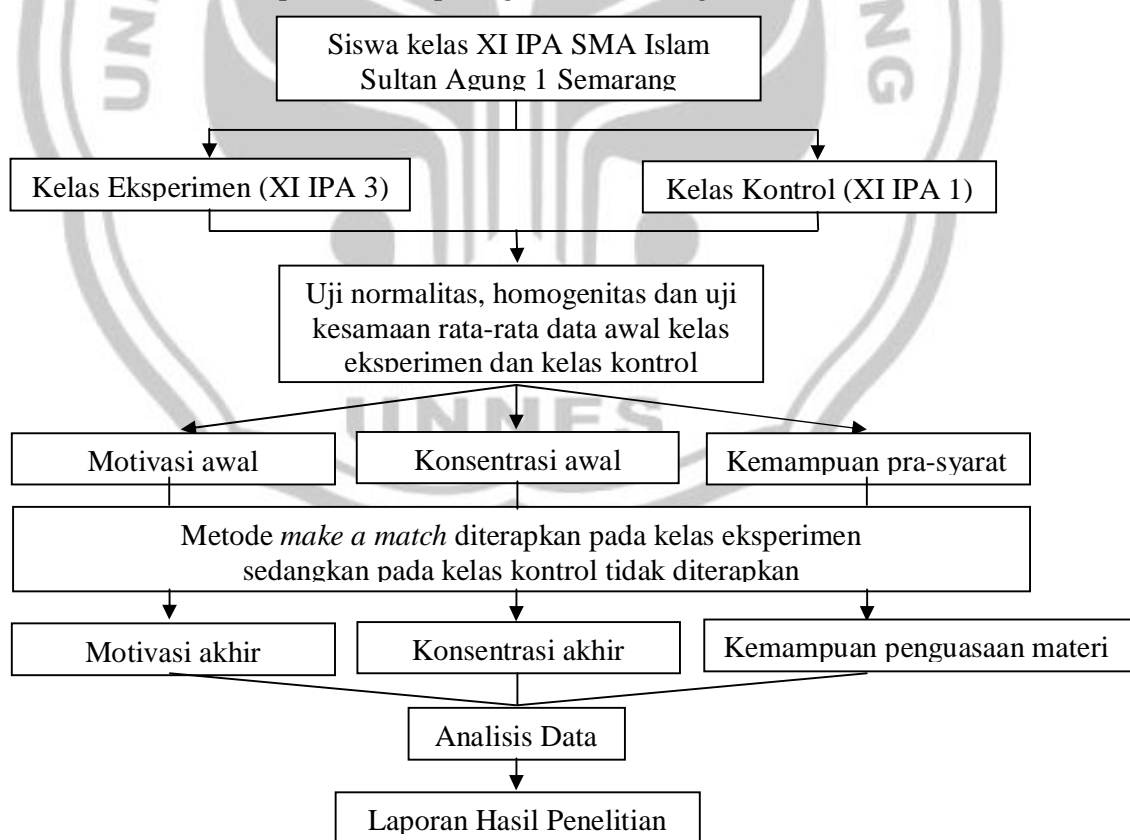 Siswa kelas XI IPA SMA Islam
Sultan Agung 1 Semarang
Kelas Eksperimen (XI IPA 3)
Kelas Kontrol (XI IPA 1)
Uji normalitas, homogenitas dan uji
kesamaan rata-rata data awal kelas
eksperimen dan kelas kontrol
UNNES
Motivasi awal
Konsentrasi awal
Kemampuan pra-syarat
Metode make a match diterapkan pada kelas eksperimen
sedangkan pada kelas kontrol tidak diterapkan
Motivasi akhir
Konsentrasi akhir
Kemampuan penguasaan materi
Analisis Data
Laporan Hasil Penelitian